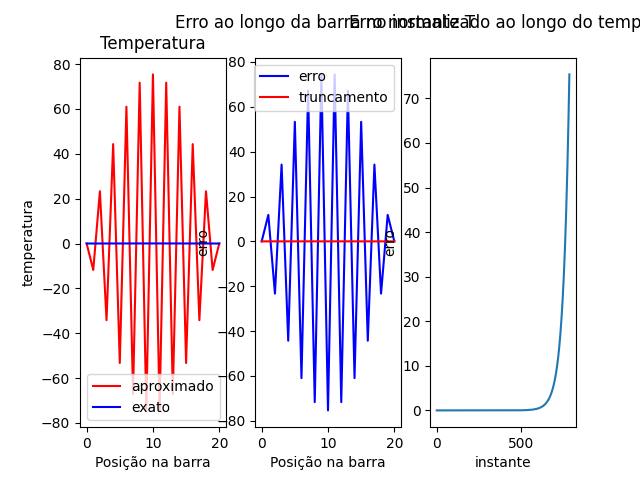 Temperatura
80
60
40
20
0
−20
−40
−60
−80
temperatura
0
10
20
Posição na barra
aproximado
exato
Erro ao longo da barra no instante T
80
60
40
20
0
−20
−40
−60
−80
erro
0
10
20
Posição na barra
erro
truncamento
Erro normalizado ao longo do temp
70
60
50
40
30
20
10
0
erro
0
500
instante